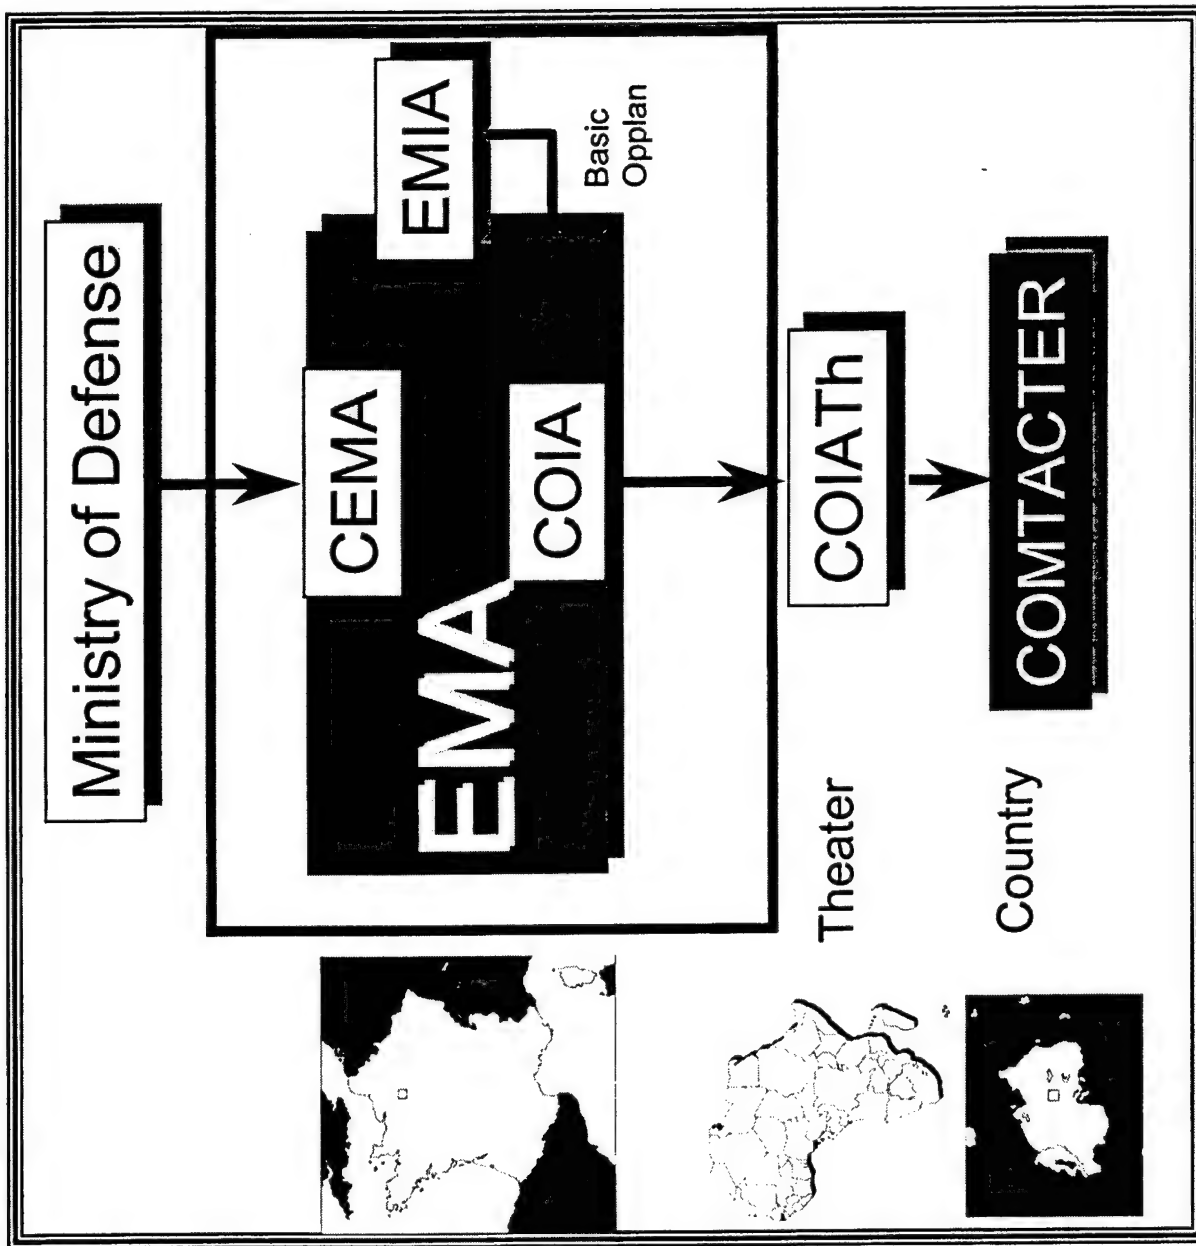 Ministry of Defense
CEMA
EMIA
EMA
COIA
Basic
Opplan
Theater
COIATh
Country
COMTACTER